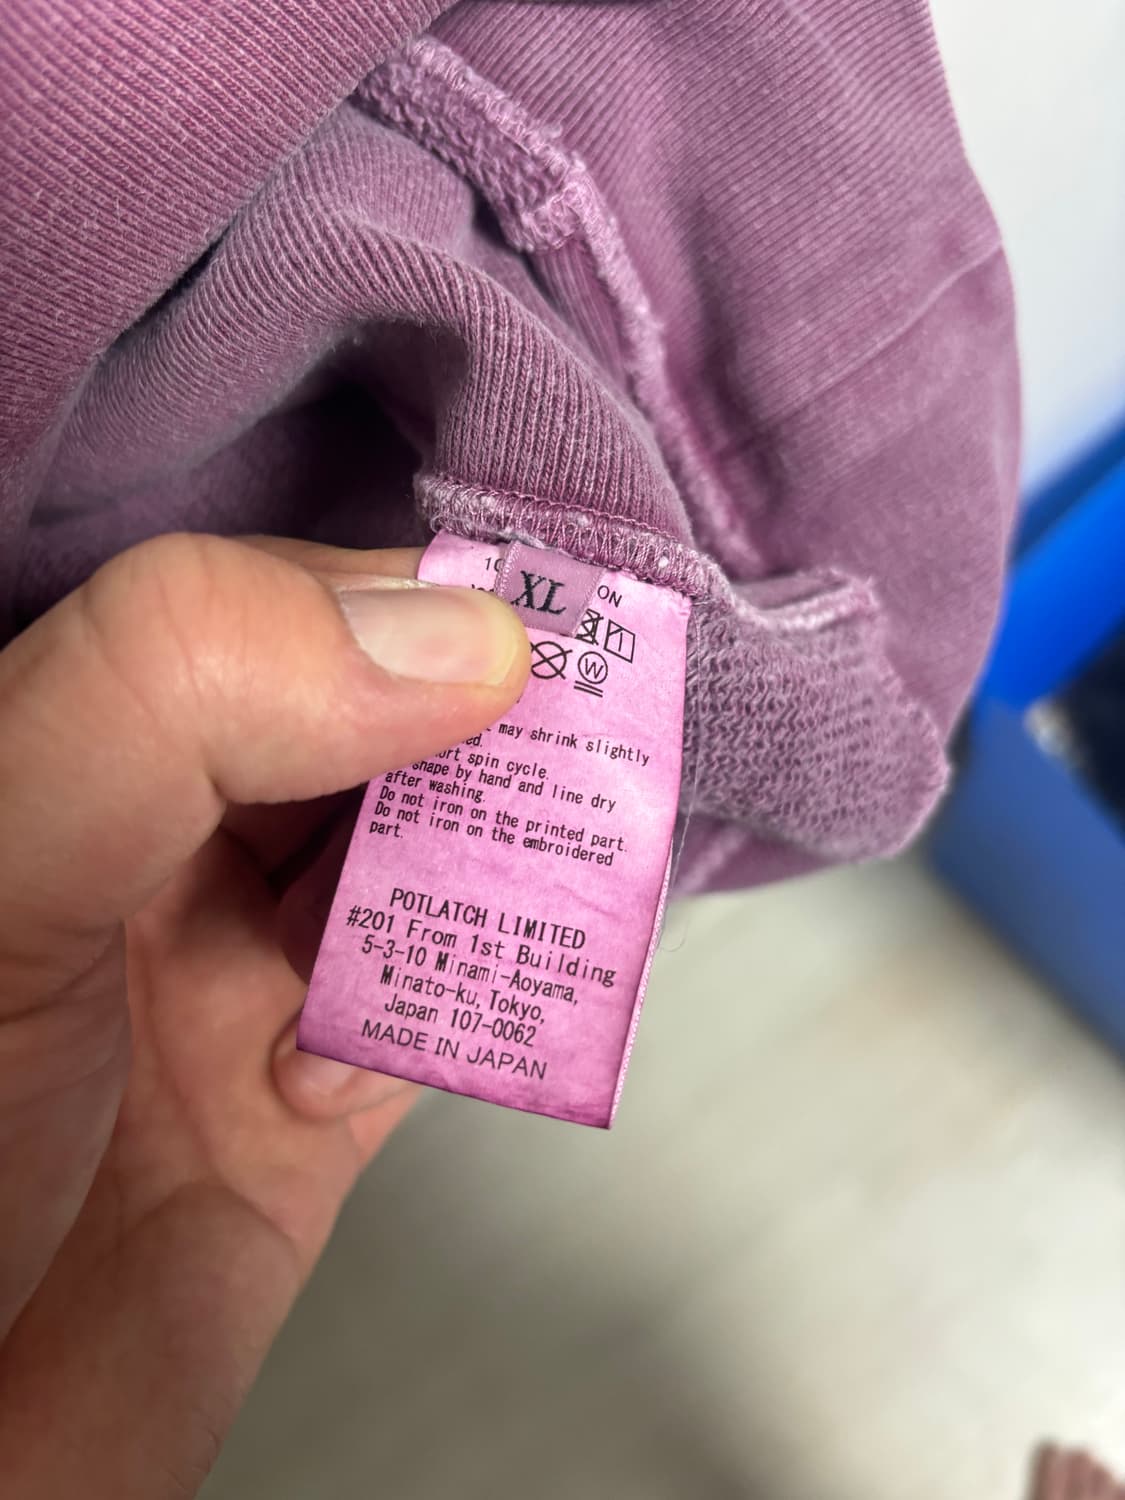 XL
ON
W
may shrink slightly
spin cycle.
shape by hand and line dry
after washing.
Do not iron on the printed part.
Do not iron on the embroidered
part.
POTLATCH LIMITED
#201 From 1st Building
5-3-10 Minami-Aoyama,
Minato-ku, Tokyo,
Japan 107-0062
MADE IN JAPAN